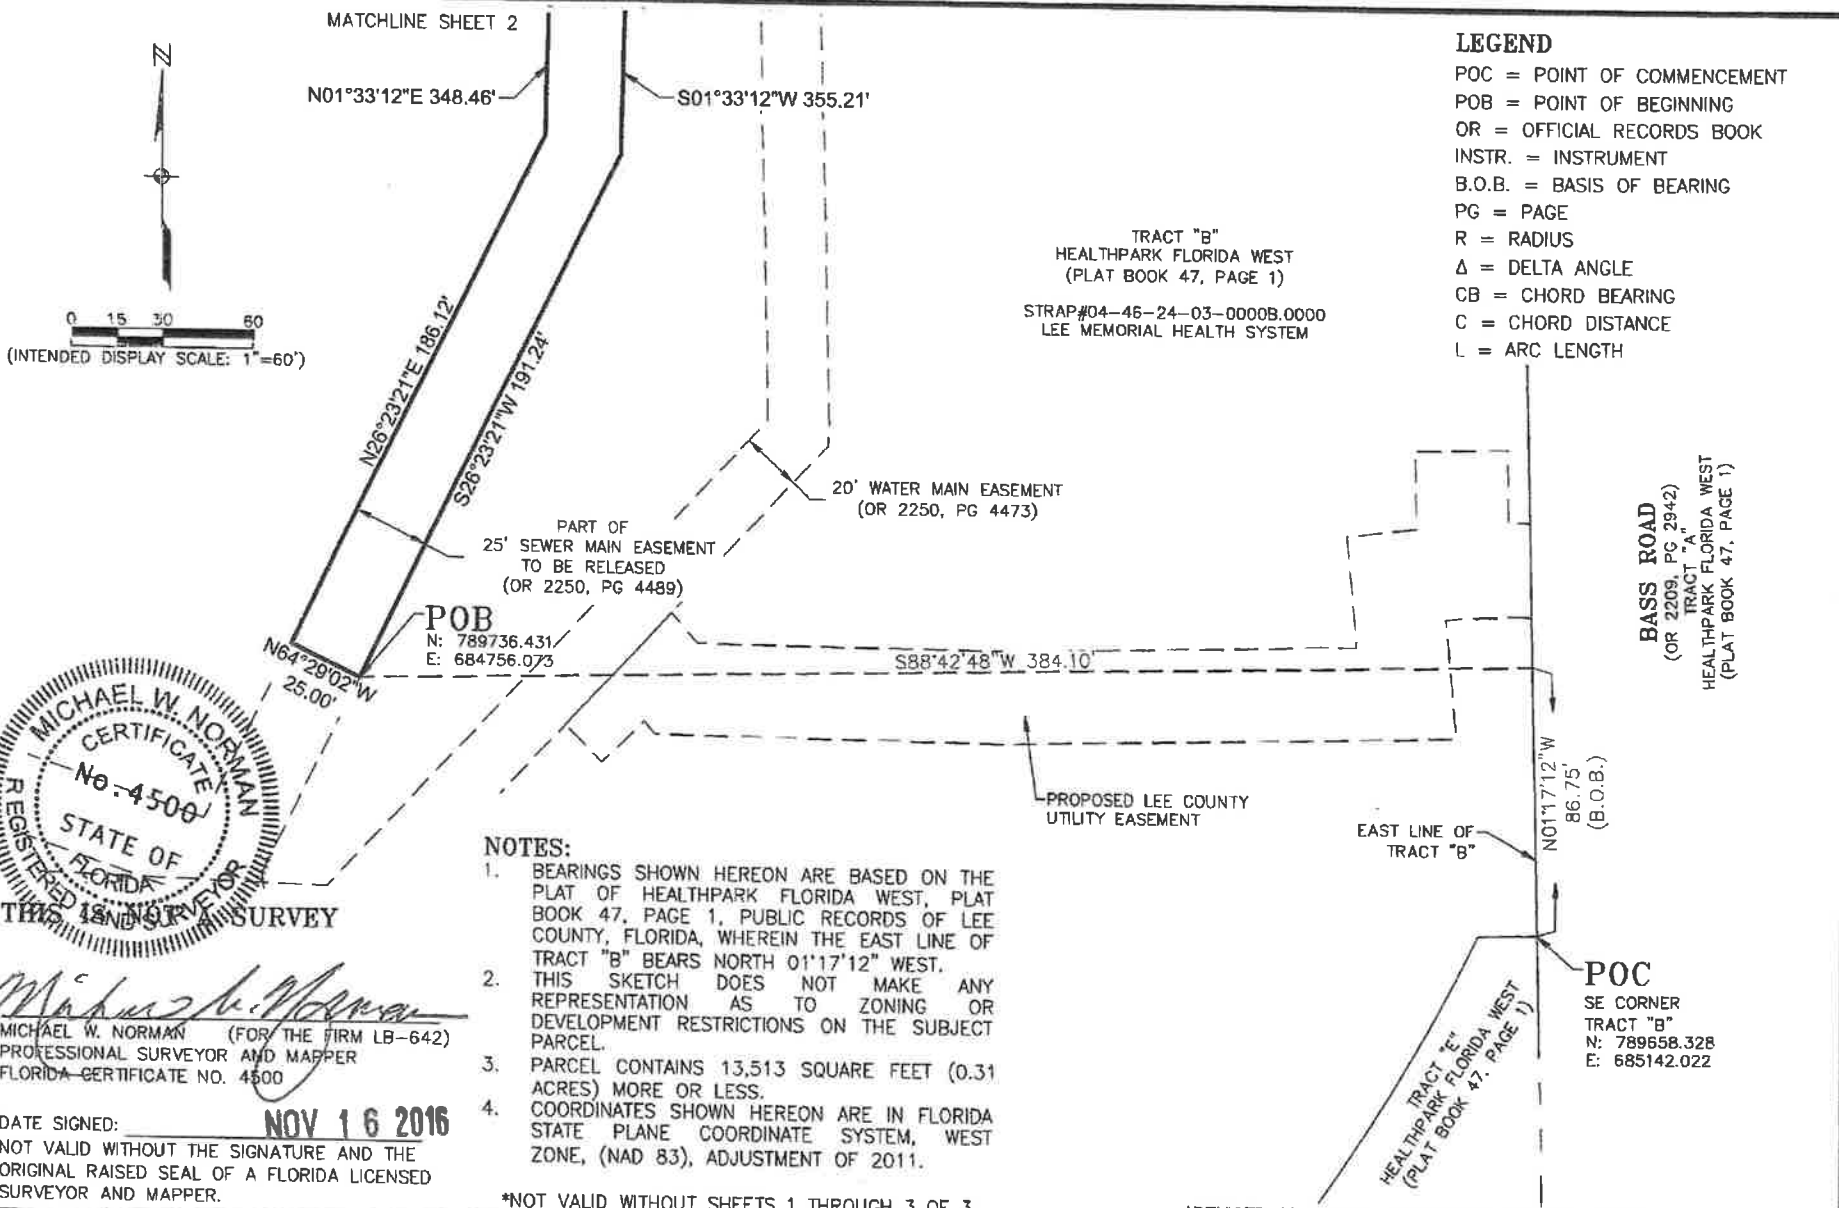 MATCHLINE SHEET 2
N
N01°33'12"E 348.46'
S01°33'12"W 355.21'
0 15 30 60
(INTENDED DISPLAY SCALE: 1"=60')
LEGEND
POC = POINT OF COMMENCEMENT
POB = POINT OF BEGINNING
OR = OFFICIAL RECORDS BOOK
INSTR. = INSTRUMENT
B.O.B. = BASIS OF BEARING
PG = PAGE
R = RADIUS
Δ = DELTA ANGLE
CB = CHORD BEARING
C = CHORD DISTANCE
L = ARC LENGTH
TRACT "B"
HEALTHPARK FLORIDA WEST
(PLAT BOOK 47, PAGE 1)
STRAP#04-46-24-03-0000B.0000
LEE MEMORIAL HEALTH SYSTEM
N26°23'21"E 186.12'
S26°23'21"W 191.24'
20' WATER MAIN EASEMENT
(OR 2250, PG 4473)
PART OF
25' SEWER MAIN EASEMENT
TO BE RELEASED
(OR 2250, PG 4489)
POB
N: 789736.431
E: 684756.073
N64°29'02"W
25.00'
S88°42'48"W 384.10'
BASS ROAD
(OR 2209, PG 2942)
TRACT "A"
HEALTHPARK FLORIDA WEST
(PLAT BOOK 47, PAGE 1)
PROPOSED LEE COUNTY
UTILITY EASEMENT
EAST LINE OF
TRACT "B"
N01°17'12"W
86.75'
(B.O.B.)
POC
SE CORNER
TRACT "B"
N: 789658.328
E: 685142.022
TRACT "E"
HEALTHPARK FLORIDA WEST
(PLAT BOOK 47, PAGE 1)
MICHAEL W. NORMAN
CERTIFICATE
No. 4500
STATE OF
FLORIDA
REGISTERED LAND SURVEYOR
THIS IS NOT A SURVEY
MICHAEL W. NORMAN (FOR THE FIRM LB-642)
PROFESSIONAL SURVEYOR AND MAPPER
FLORIDA CERTIFICATE NO. 4500
DATE SIGNED: NOV 16 2016
NOT VALID WITHOUT THE SIGNATURE AND THE
ORIGINAL RAISED SEAL OF A FLORIDA LICENSED
SURVEYOR AND MAPPER.
NOTES:
1. BEARINGS SHOWN HEREON ARE BASED ON THE
PLAT OF HEALTHPARK FLORIDA WEST, PLAT
BOOK 47, PAGE 1, PUBLIC RECORDS OF LEE
COUNTY, FLORIDA, WHEREIN THE EAST LINE OF
TRACT "B" BEARS NORTH 01°17'12" WEST.
2. THIS SKETCH DOES NOT MAKE ANY
REPRESENTATION AS TO ZONING OR
DEVELOPMENT RESTRICTIONS ON THE SUBJECT
PARCEL.
3. PARCEL CONTAINS 13,513 SQUARE FEET (0.31
ACRES) MORE OR LESS.
4. COORDINATES SHOWN HEREON ARE IN FLORIDA
STATE PLANE COORDINATE SYSTEM, WEST
ZONE, (NAD 83), ADJUSTMENT OF 2011.
*NOT VALID WITHOUT SHEETS 1 THROUGH 3 OF 3